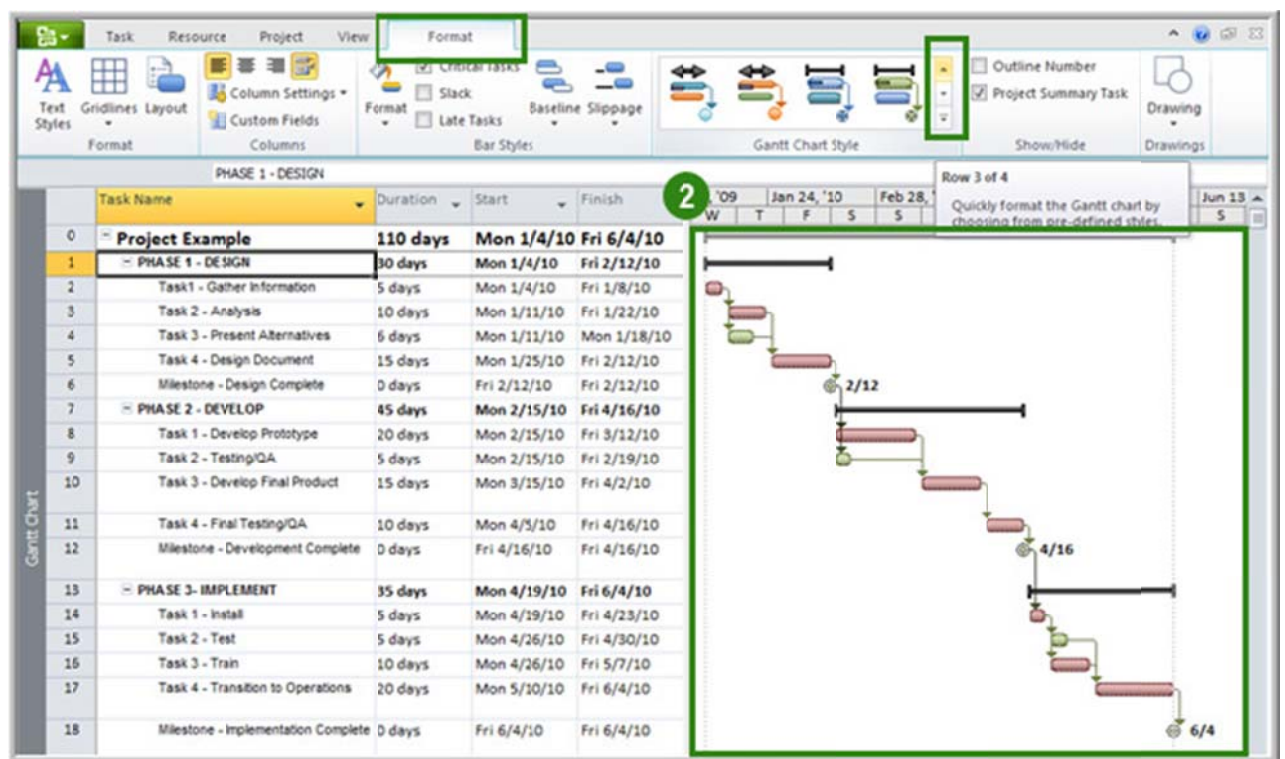 Task Resource Project View Format
Text Styles
Gridlines
Layout
Format
Column Settings
Custom Fields
Columns
Format
Critical Tasks
Slack
Late Tasks
Baseline
Slippage
Bar Styles
Gantt Chart Style
Outline Number
Project Summary Task
Show/Hide
Drawing
Drawings
PHASE 1 - DESIGN
Row 3 of 4
Quickly format the Gantt chart by
choosing from pre-defined styles.
2
Task Name Duration Start Finish , '09 Jan 24, '10 Feb 28, ' Jun 13
W T F S S S
0 Project Example 110 days Mon 1/4/10 Fri 6/4/10
1 PHASE 1 - DESIGN 30 days Mon 1/4/10 Fri 2/12/10
2 Task1 - Gather Information 5 days Mon 1/4/10 Fri 1/8/10
3 Task 2 - Analysis 10 days Mon 1/11/10 Fri 1/22/10
4 Task 3 - Present Alternatives 6 days Mon 1/11/10 Mon 1/18/10
5 Task 4 - Design Document 15 days Mon 1/25/10 Fri 2/12/10
6 Milestone - Design Complete 0 days Fri 2/12/10 Fri 2/12/10 2/12
7 PHASE 2 - DEVELOP 45 days Mon 2/15/10 Fri 4/16/10
8 Task 1 - Develop Prototype 20 days Mon 2/15/10 Fri 3/12/10
9 Task 2 - Testing/QA 5 days Mon 2/15/10 Fri 2/19/10
10 Task 3 - Develop Final Product 15 days Mon 3/15/10 Fri 4/2/10
11 Task 4 - Final Testing/QA 10 days Mon 4/5/10 Fri 4/16/10
12 Milestone - Development Complete 0 days Fri 4/16/10 Fri 4/16/10 4/16
13 PHASE 3- IMPLEMENT 35 days Mon 4/19/10 Fri 6/4/10
14 Task 1 - Install 5 days Mon 4/19/10 Fri 4/23/10
15 Task 2 - Test 5 days Mon 4/26/10 Fri 4/30/10
16 Task 3 - Train 10 days Mon 4/26/10 Fri 5/7/10
17 Task 4 - Transition to Operations 20 days Mon 5/10/10 Fri 6/4/10
18 Milestone - Implementation Complete 0 days Fri 6/4/10 Fri 6/4/10 6/4
Gantt Chart